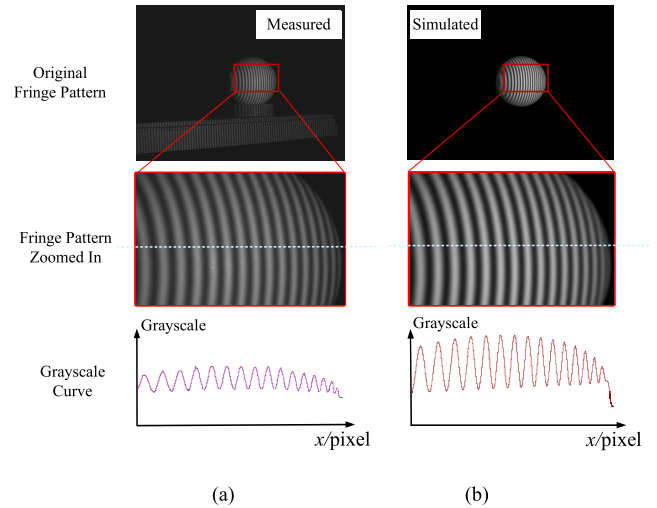 Measured
Simulated
Original
Fringe Pattern
Fringe Pattern
Zoomed In
Grayscale
Grayscale
Grayscale
Curve
x/pixel
x/pixel
(a)
(b)